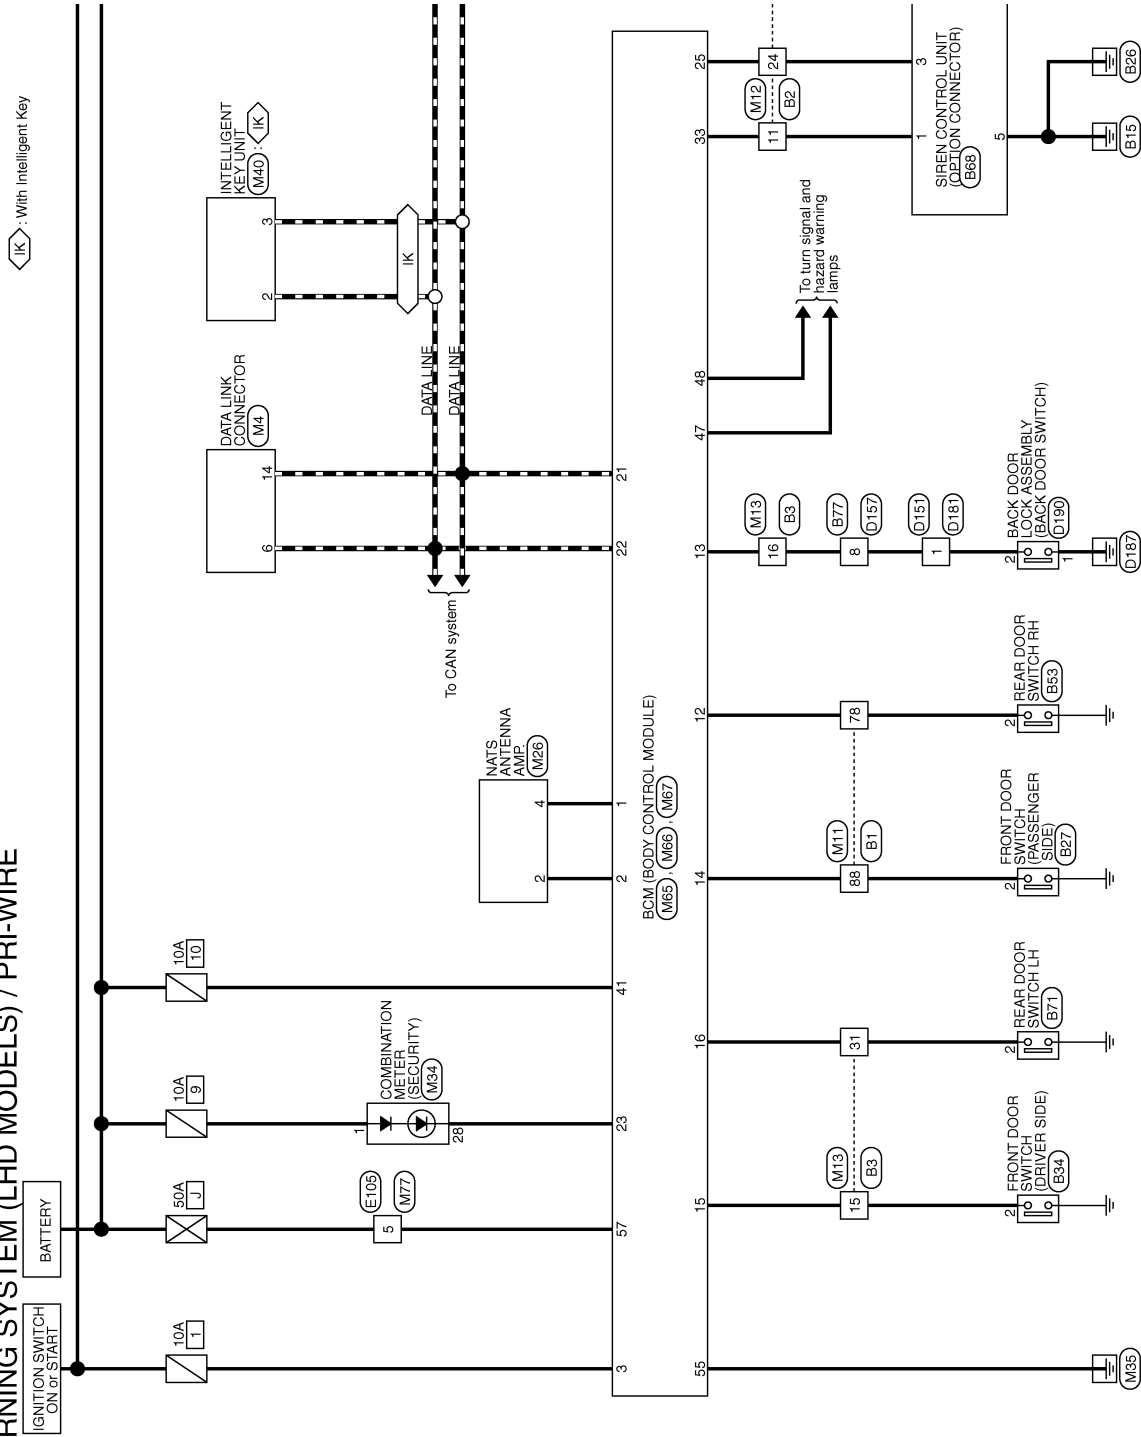 RNING SYSTEM (LHD MODELS) / PRI-WIRE
IK : With Intelligent Key
IGNITION SWITCH
ON or START
BATTERY
10A
1
50A
J
10A
9
10A
10
E105
M77
5
COMBINATION
METER
(SECURITY)
M34
1
28
NATS
ANTENNA
AMP.
M26
2
4
DATA LINK
CONNECTOR
M4
6
14
INTELLIGENT
KEY UNIT
M40 : IK
2
3
IK
DATA LINE
DATA LINE
To CAN system
3
57
23
41
2
1
22
21
BCM (BODY CONTROL MODULE)
M65 , M66 , M67
55
15
16
14
12
13
47
48
33
25
M13
B3
15
31
M11
B1
88
78
M13
B3
16
B77
D157
8
D151
D181
1
M12
B2
11
24
To turn signal and
hazard warning
lamps
SIREN CONTROL UNIT
(OPTION CONNECTOR)
B68
1
3
5
FRONT DOOR
SWITCH
(DRIVER SIDE)
B34
2
REAR DOOR
SWITCH LH
B71
2
FRONT DOOR
SWITCH
(PASSENGER
SIDE)
B27
2
REAR DOOR
SWITCH RH
B53
2
BACK DOOR
LOCK ASSEMBLY
(BACK DOOR SWITCH)
D190
2
1
M35
D187
B15
B26